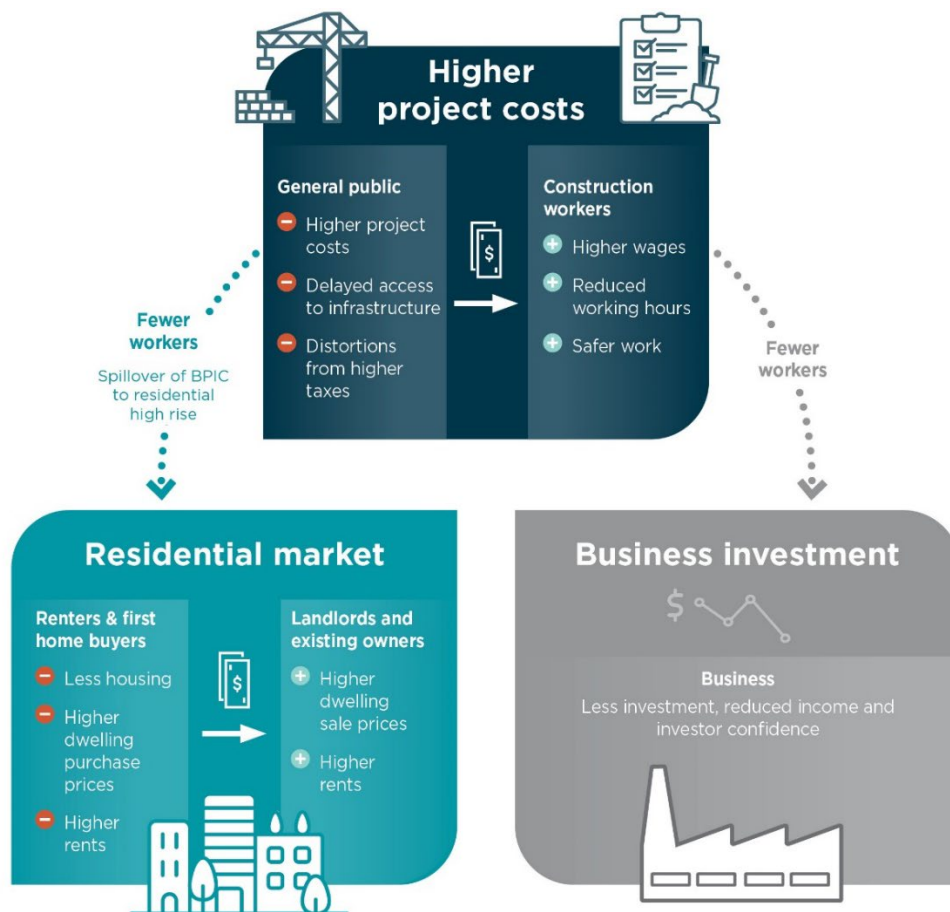 Higher
project costs
General public
Higher project
costs
Delayed access
to infrastructure
Distortions
from higher
taxes
$
Construction
workers
Higher wages
Reduced
working hours
Safer work
Fewer
workers
Spillover of BPIC
to residential
high rise
Fewer
workers
Residential market
Renters & first
home buyers
Less housing
Higher
dwelling
purchase
prices
Higher
rents
$
Landlords and
existing owners
Higher
dwelling
sale prices
Higher
rents
Business investment
$
Business
Less investment, reduced income and
investor confidence